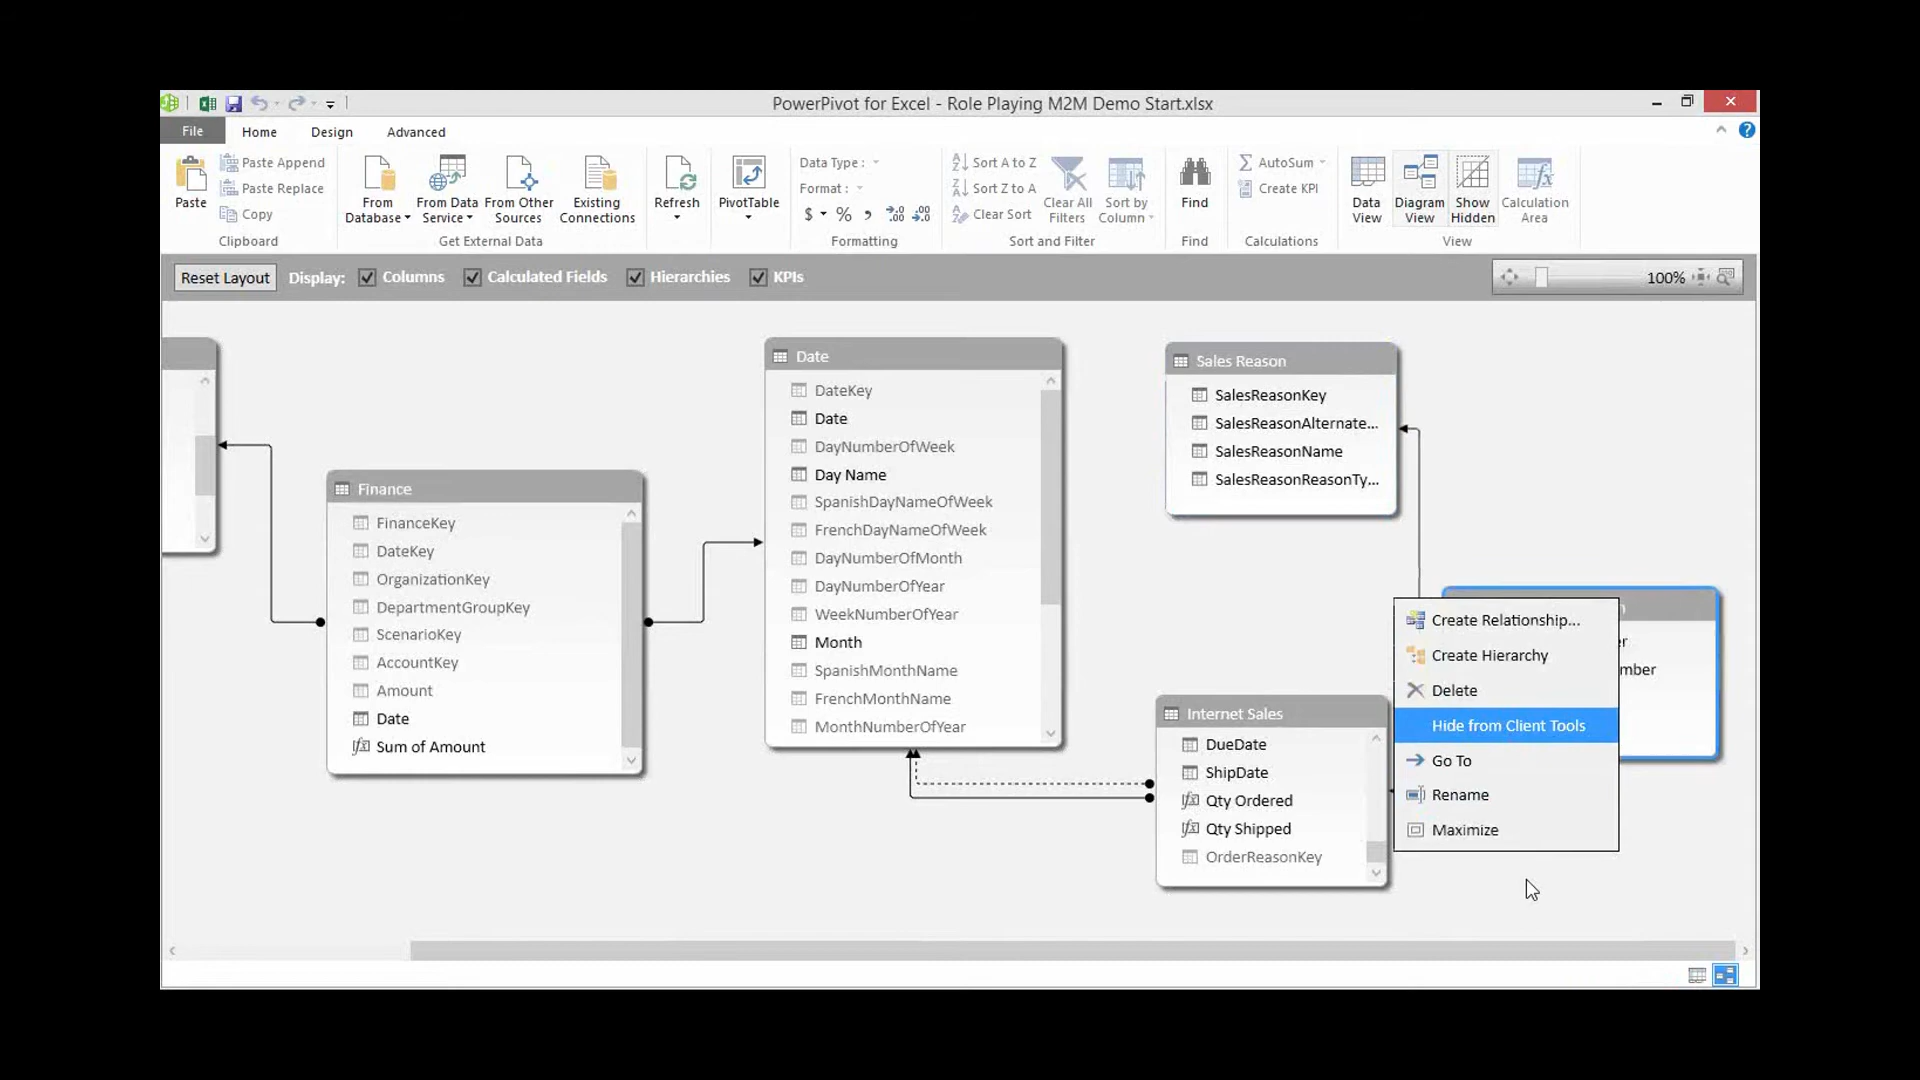 PowerPivot for Excel - Role Playing M2M Demo Start.xlsx
File Home Design Advanced
Paste
Paste Append
Paste Replace
Copy
Clipboard
From Database
From Data Service
From Other Sources
Existing Connections
Get External Data
Refresh
PivotTable
Data Type :
Format :
$ % ,
Formatting
Sort A to Z
Sort Z to A
Clear Sort
Clear All Filters
Sort by Column
Sort and Filter
Find
Find
AutoSum
Create KPI
Calculations
Data View
Diagram View
Show Hidden
Calculation Area
View
Reset Layout Display: Columns Calculated Fields Hierarchies KPIs 100%
Finance
FinanceKey
DateKey
OrganizationKey
DepartmentGroupKey
ScenarioKey
AccountKey
Amount
Date
Sum of Amount
Date
DateKey
Date
DayNumberOfWeek
Day Name
SpanishDayNameOfWeek
FrenchDayNameOfWeek
DayNumberOfMonth
DayNumberOfYear
WeekNumberOfYear
Month
SpanishMonthName
FrenchMonthName
MonthNumberOfYear
Sales Reason
SalesReasonKey
SalesReasonAlternate...
SalesReasonName
SalesReasonReasonTy...
Internet Sales
DueDate
ShipDate
Qty Ordered
Qty Shipped
OrderReasonKey
Create Relationship...
Create Hierarchy
Delete
Hide from Client Tools
Go To
Rename
Maximize